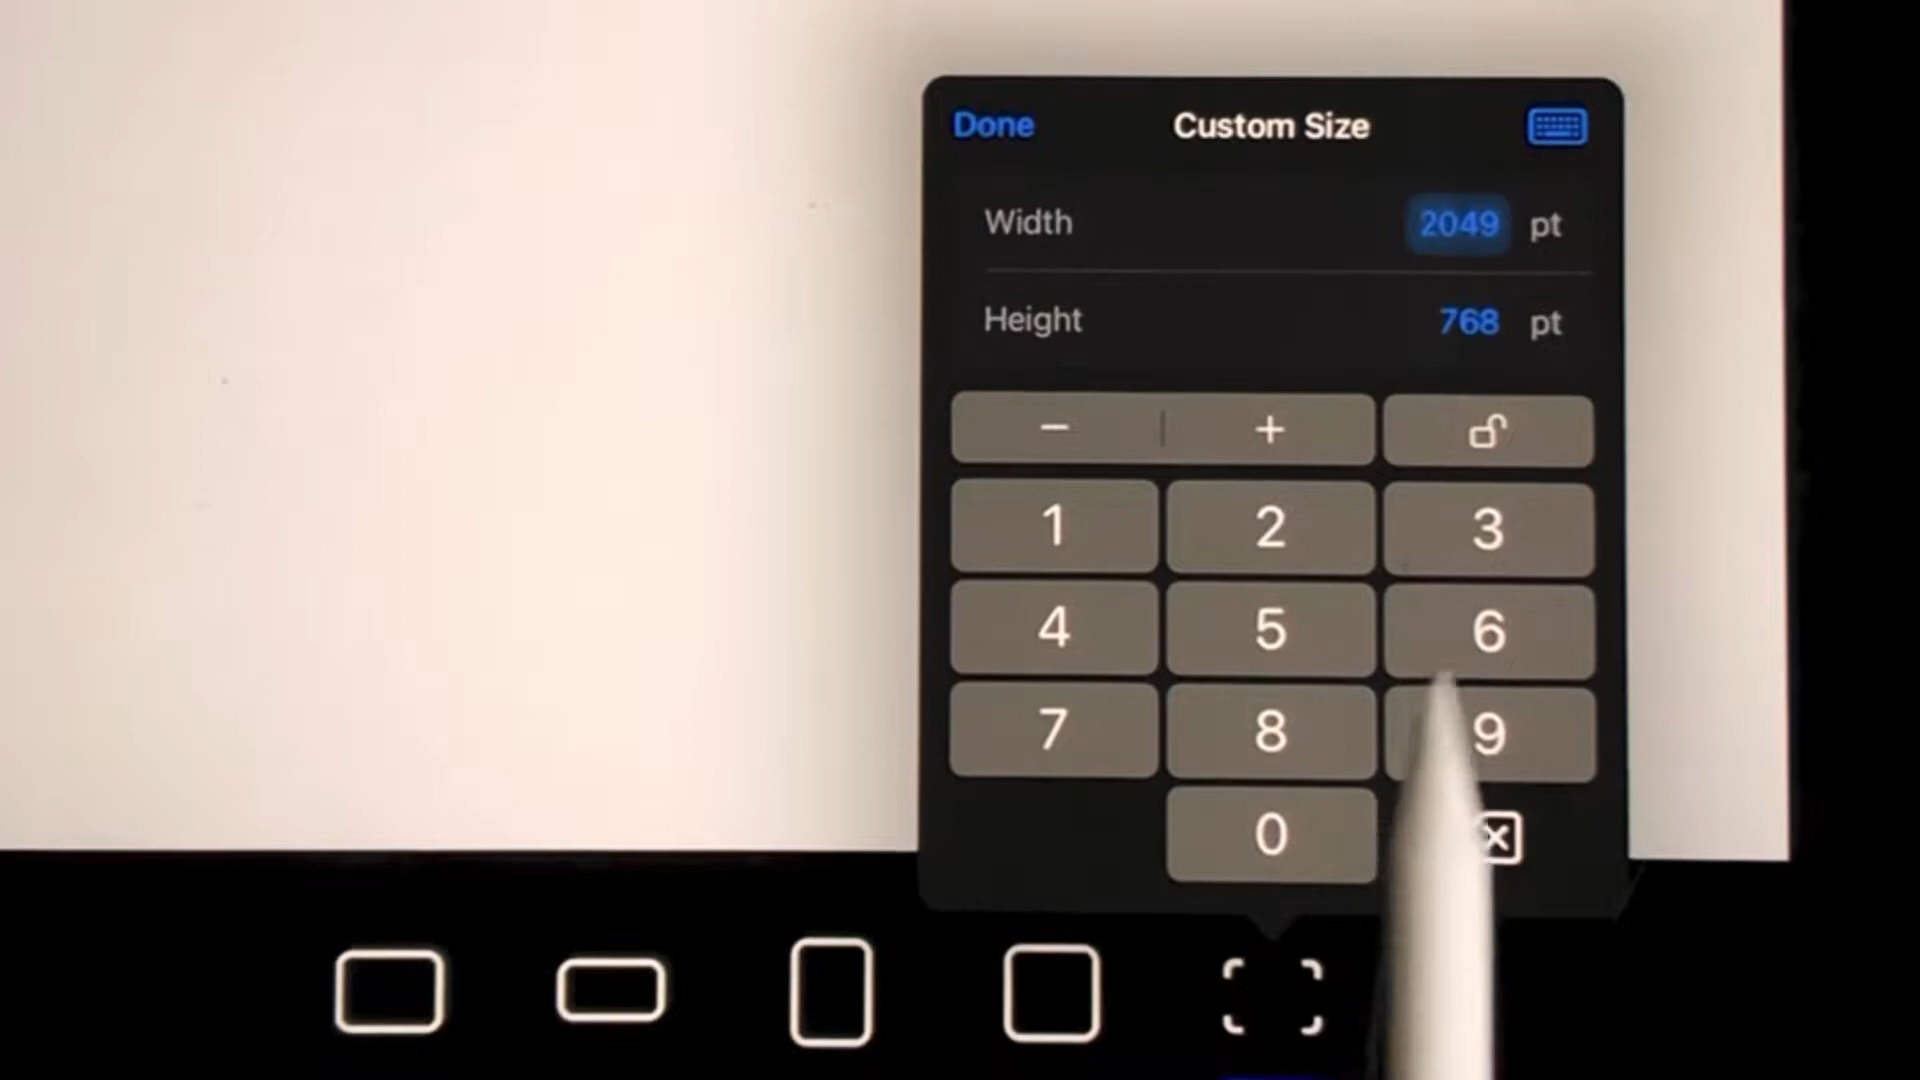 Done Custom Size
Width 2049 pt
Height 768 pt
− +
1 2 3
4 5 6
7 8 9
0